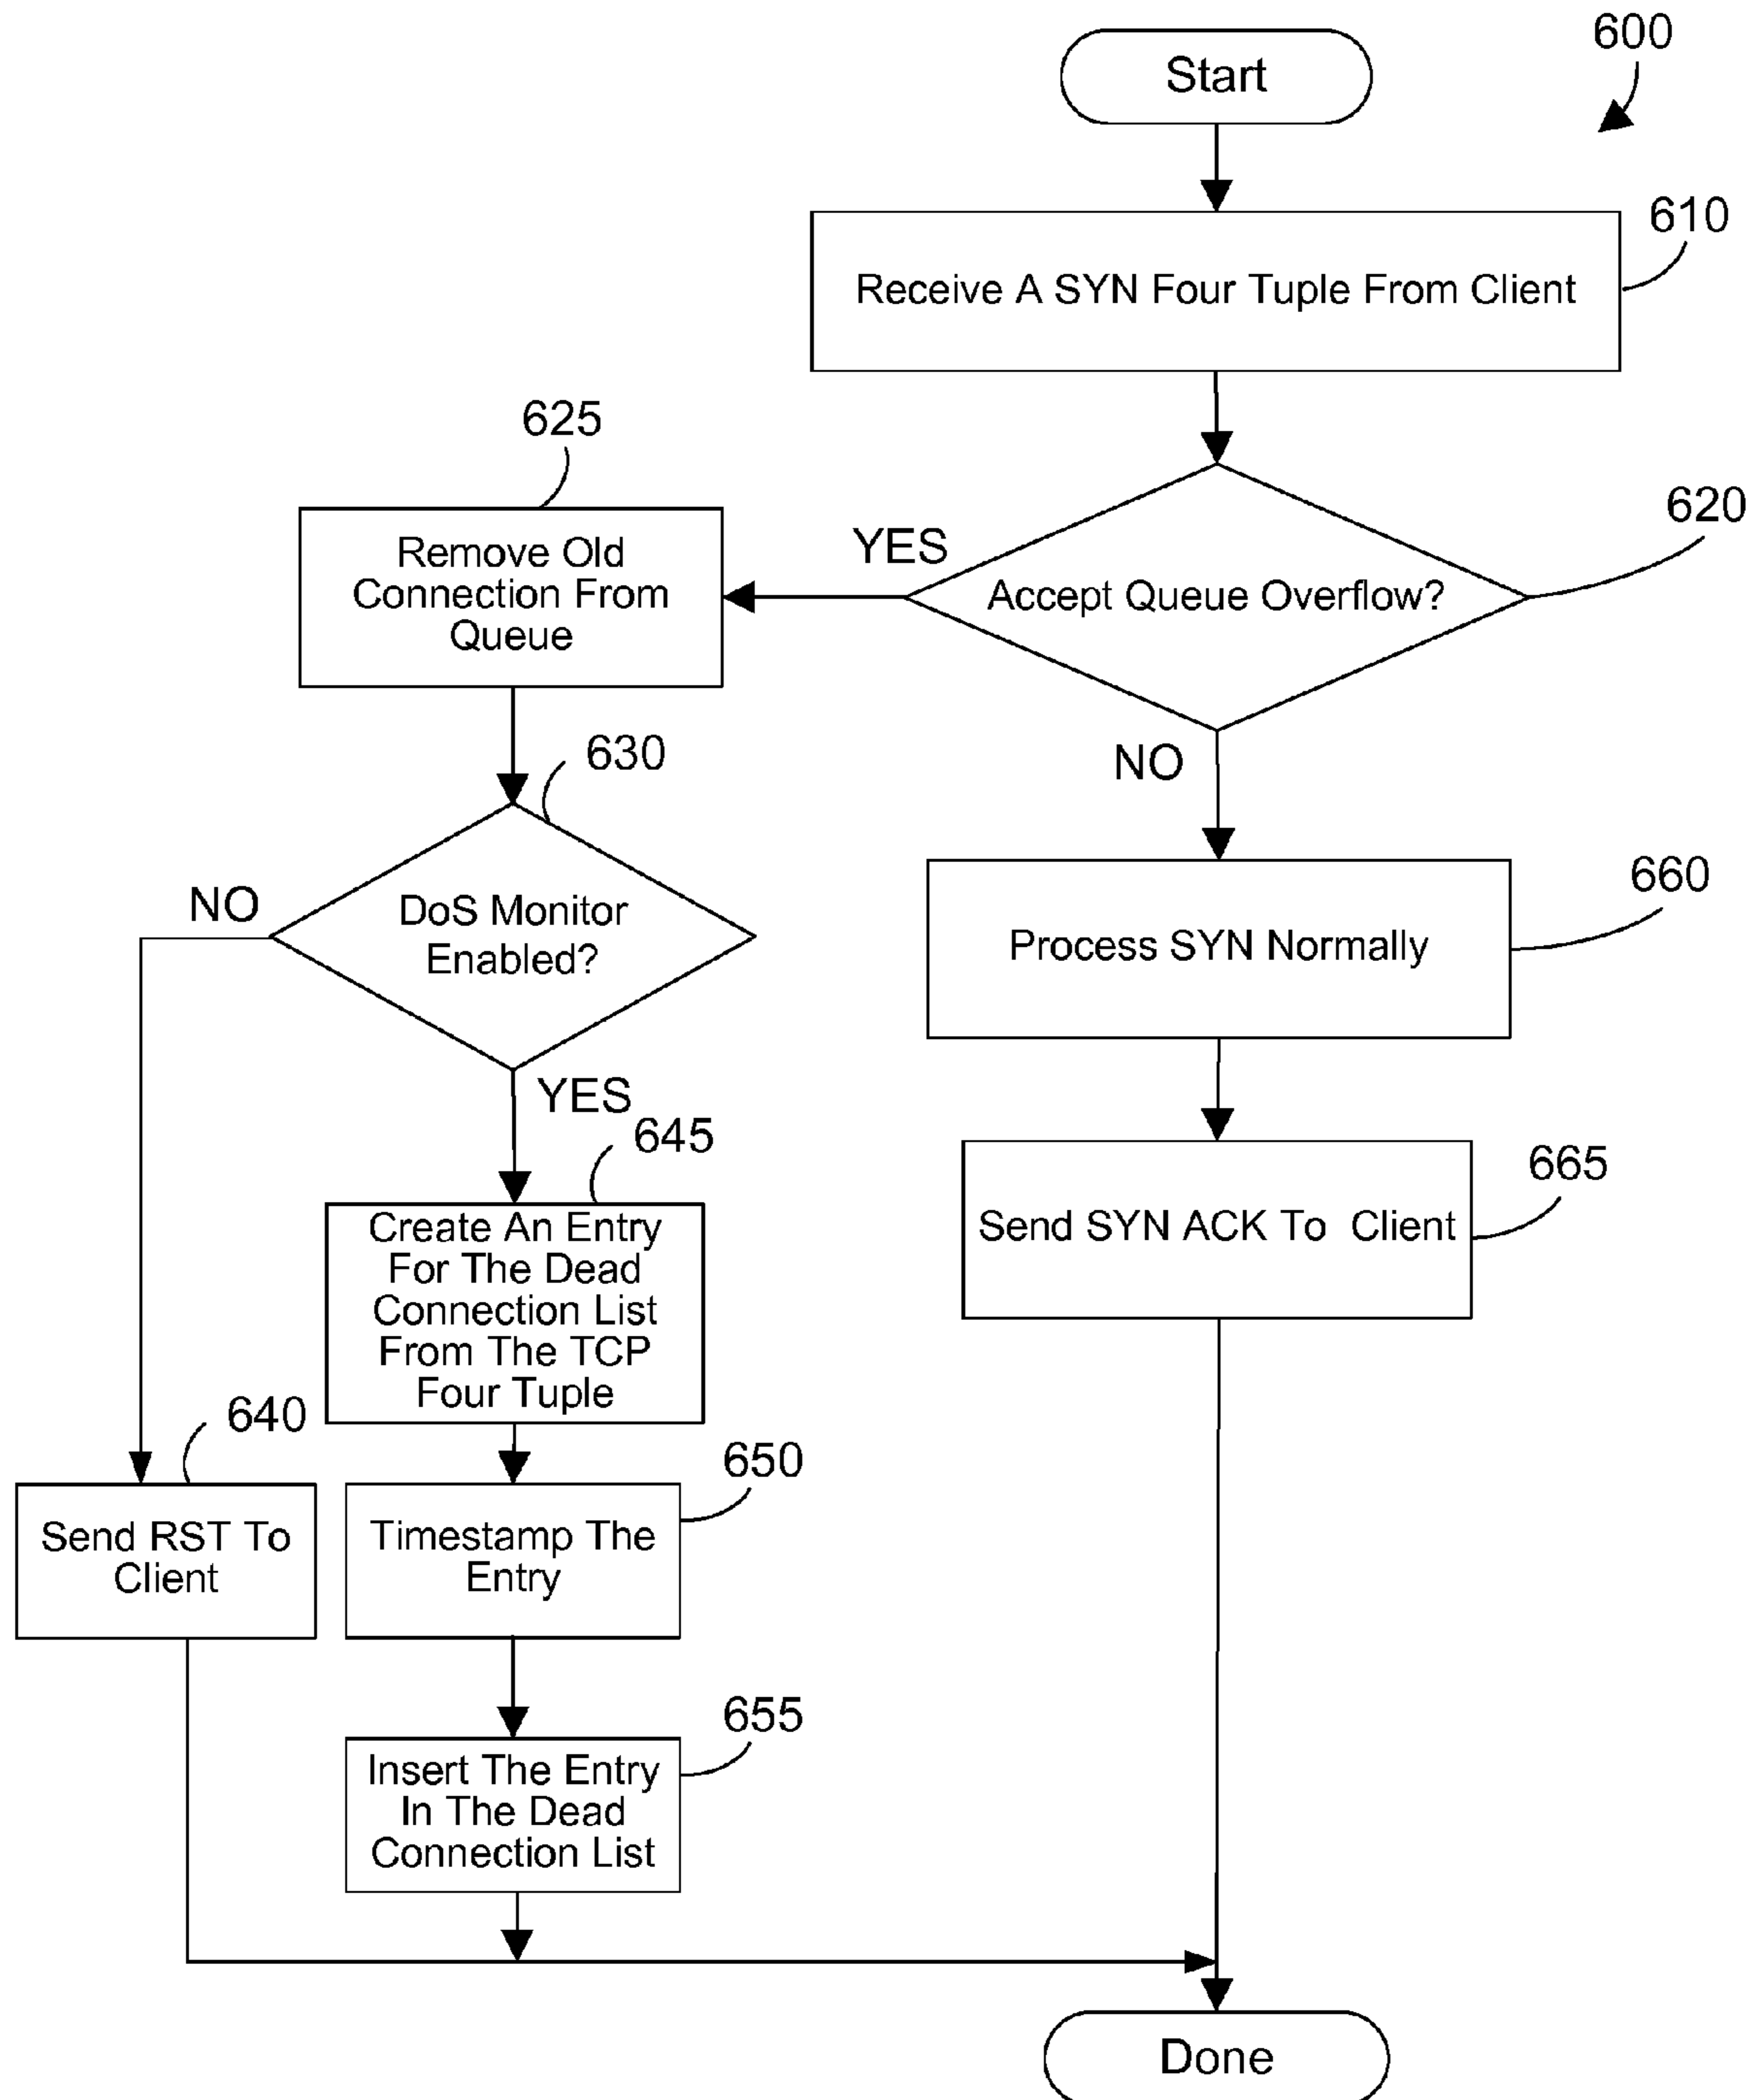 600
Start
610
Receive A SYN Four Tuple From Client
625
Remove Old
Connection From
Queue
YES
620
Accept Queue Overflow?
NO
630
DoS Monitor
Enabled?
NO
YES
660
Process SYN Normally
645
Create An Entry
For The Dead
Connection List
From The TCP
Four Tuple
665
Send SYN ACK To Client
640
Send RST To
Client
650
Timestamp The
Entry
655
Insert The Entry
In The Dead
Connection List
Done